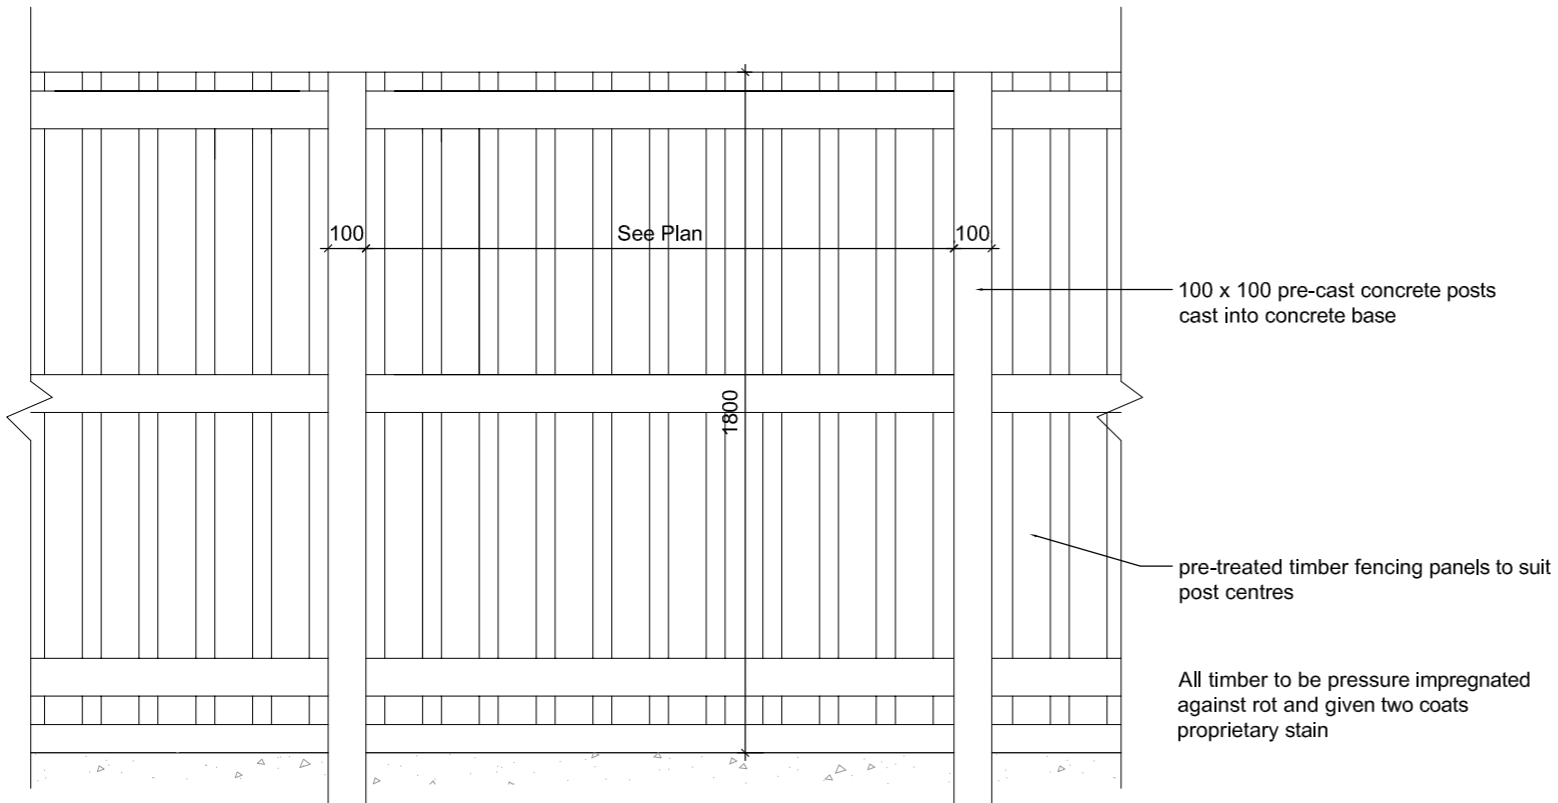 100
See Plan
100
1800
100 x 100 pre-cast concrete posts
cast into concrete base
pre-treated timber fencing panels to suit
post centres
All timber to be pressure impregnated
against rot and given two coats
proprietary stain